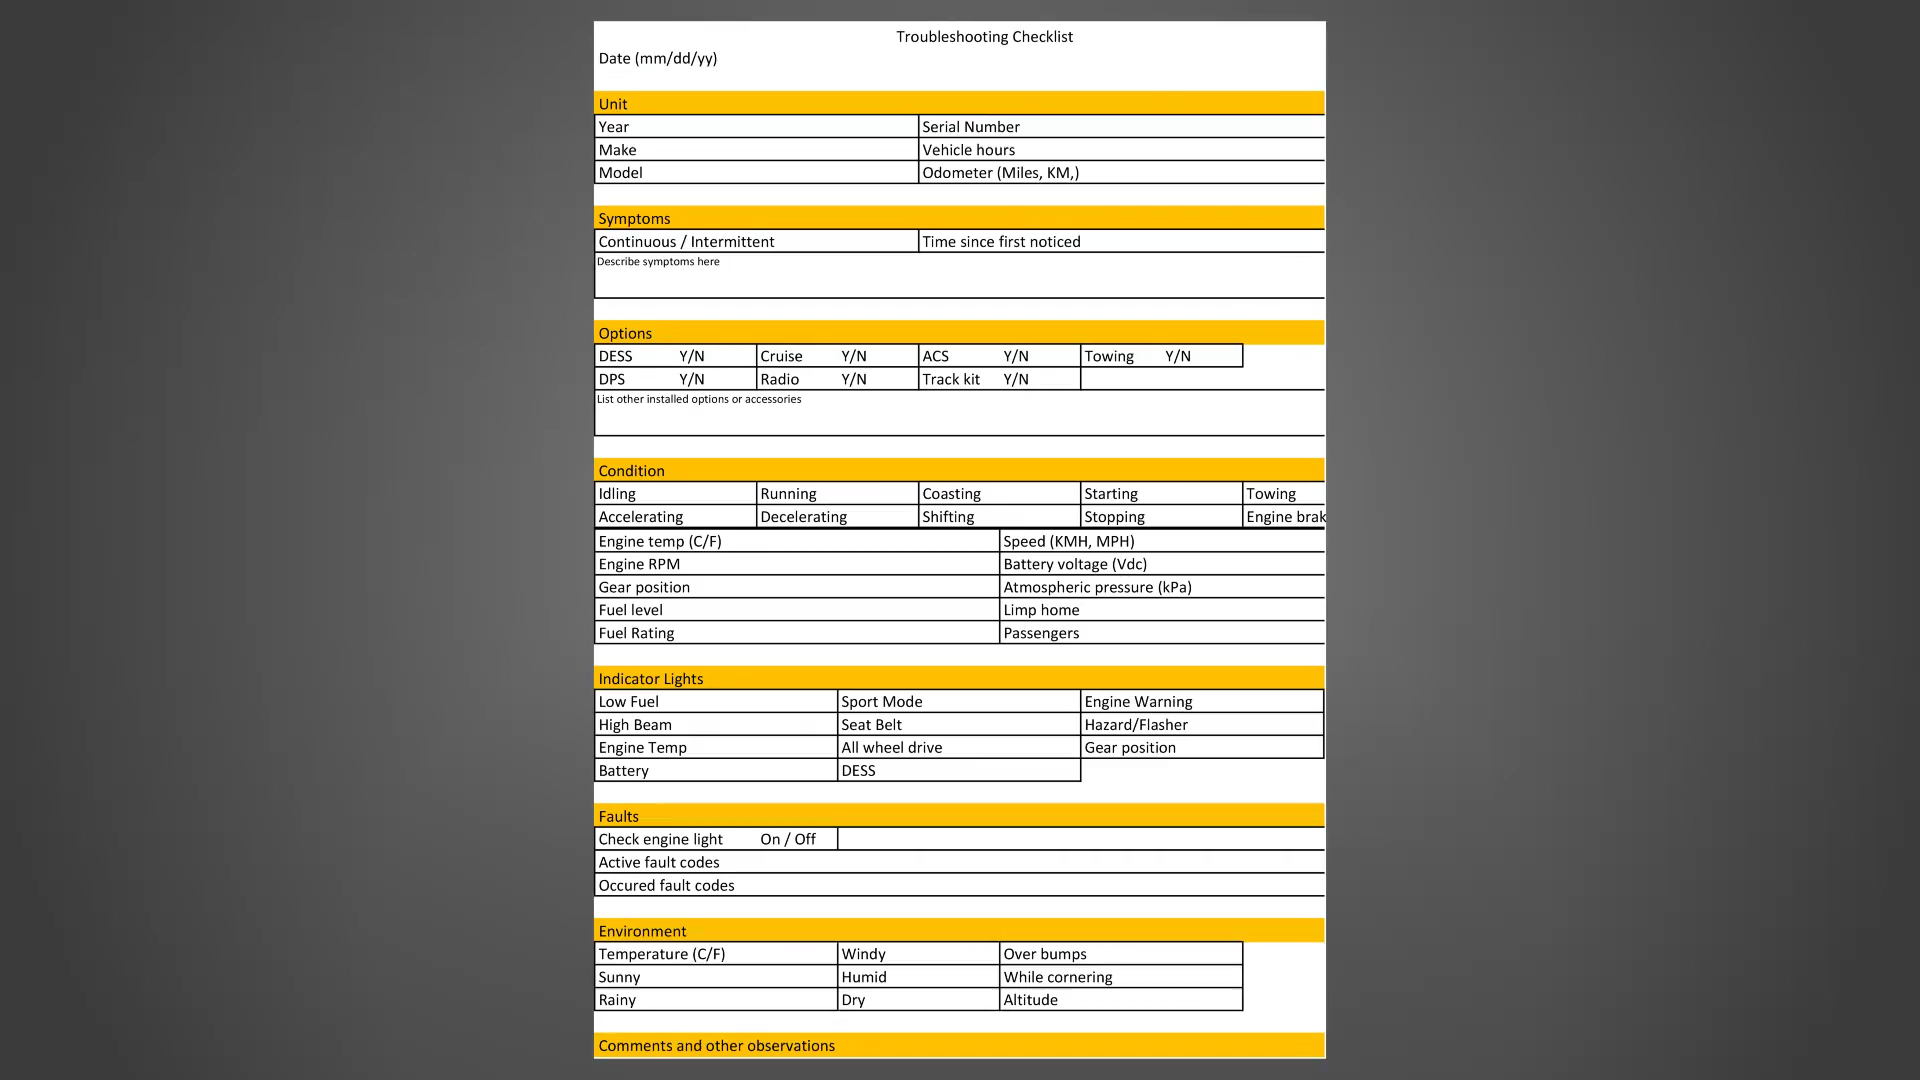 Troubleshooting Checklist
Date (mm/dd/yy)
Unit
Year Serial Number
Make Vehicle hours
Model Odometer (Miles, KM,)
Symptoms
Continuous / Intermittent Time since first noticed
Describe symptoms here
Options
DESS Y/N Cruise Y/N ACS Y/N Towing Y/N
DPS Y/N Radio Y/N Track kit Y/N
List other installed options or accessories
Condition
Idling Running Coasting Starting Towing
Accelerating Decelerating Shifting Stopping Engine brak
Engine temp (C/F) Speed (KMH, MPH)
Engine RPM Battery voltage (Vdc)
Gear position Atmospheric pressure (kPa)
Fuel level Limp home
Fuel Rating Passengers
Indicator Lights
Low Fuel Sport Mode Engine Warning
High Beam Seat Belt Hazard/Flasher
Engine Temp All wheel drive Gear position
Battery DESS
Faults
Check engine light On / Off
Active fault codes
Occured fault codes
Environment
Temperature (C/F) Windy Over bumps
Sunny Humid While cornering
Rainy Dry Altitude
Comments and other observations